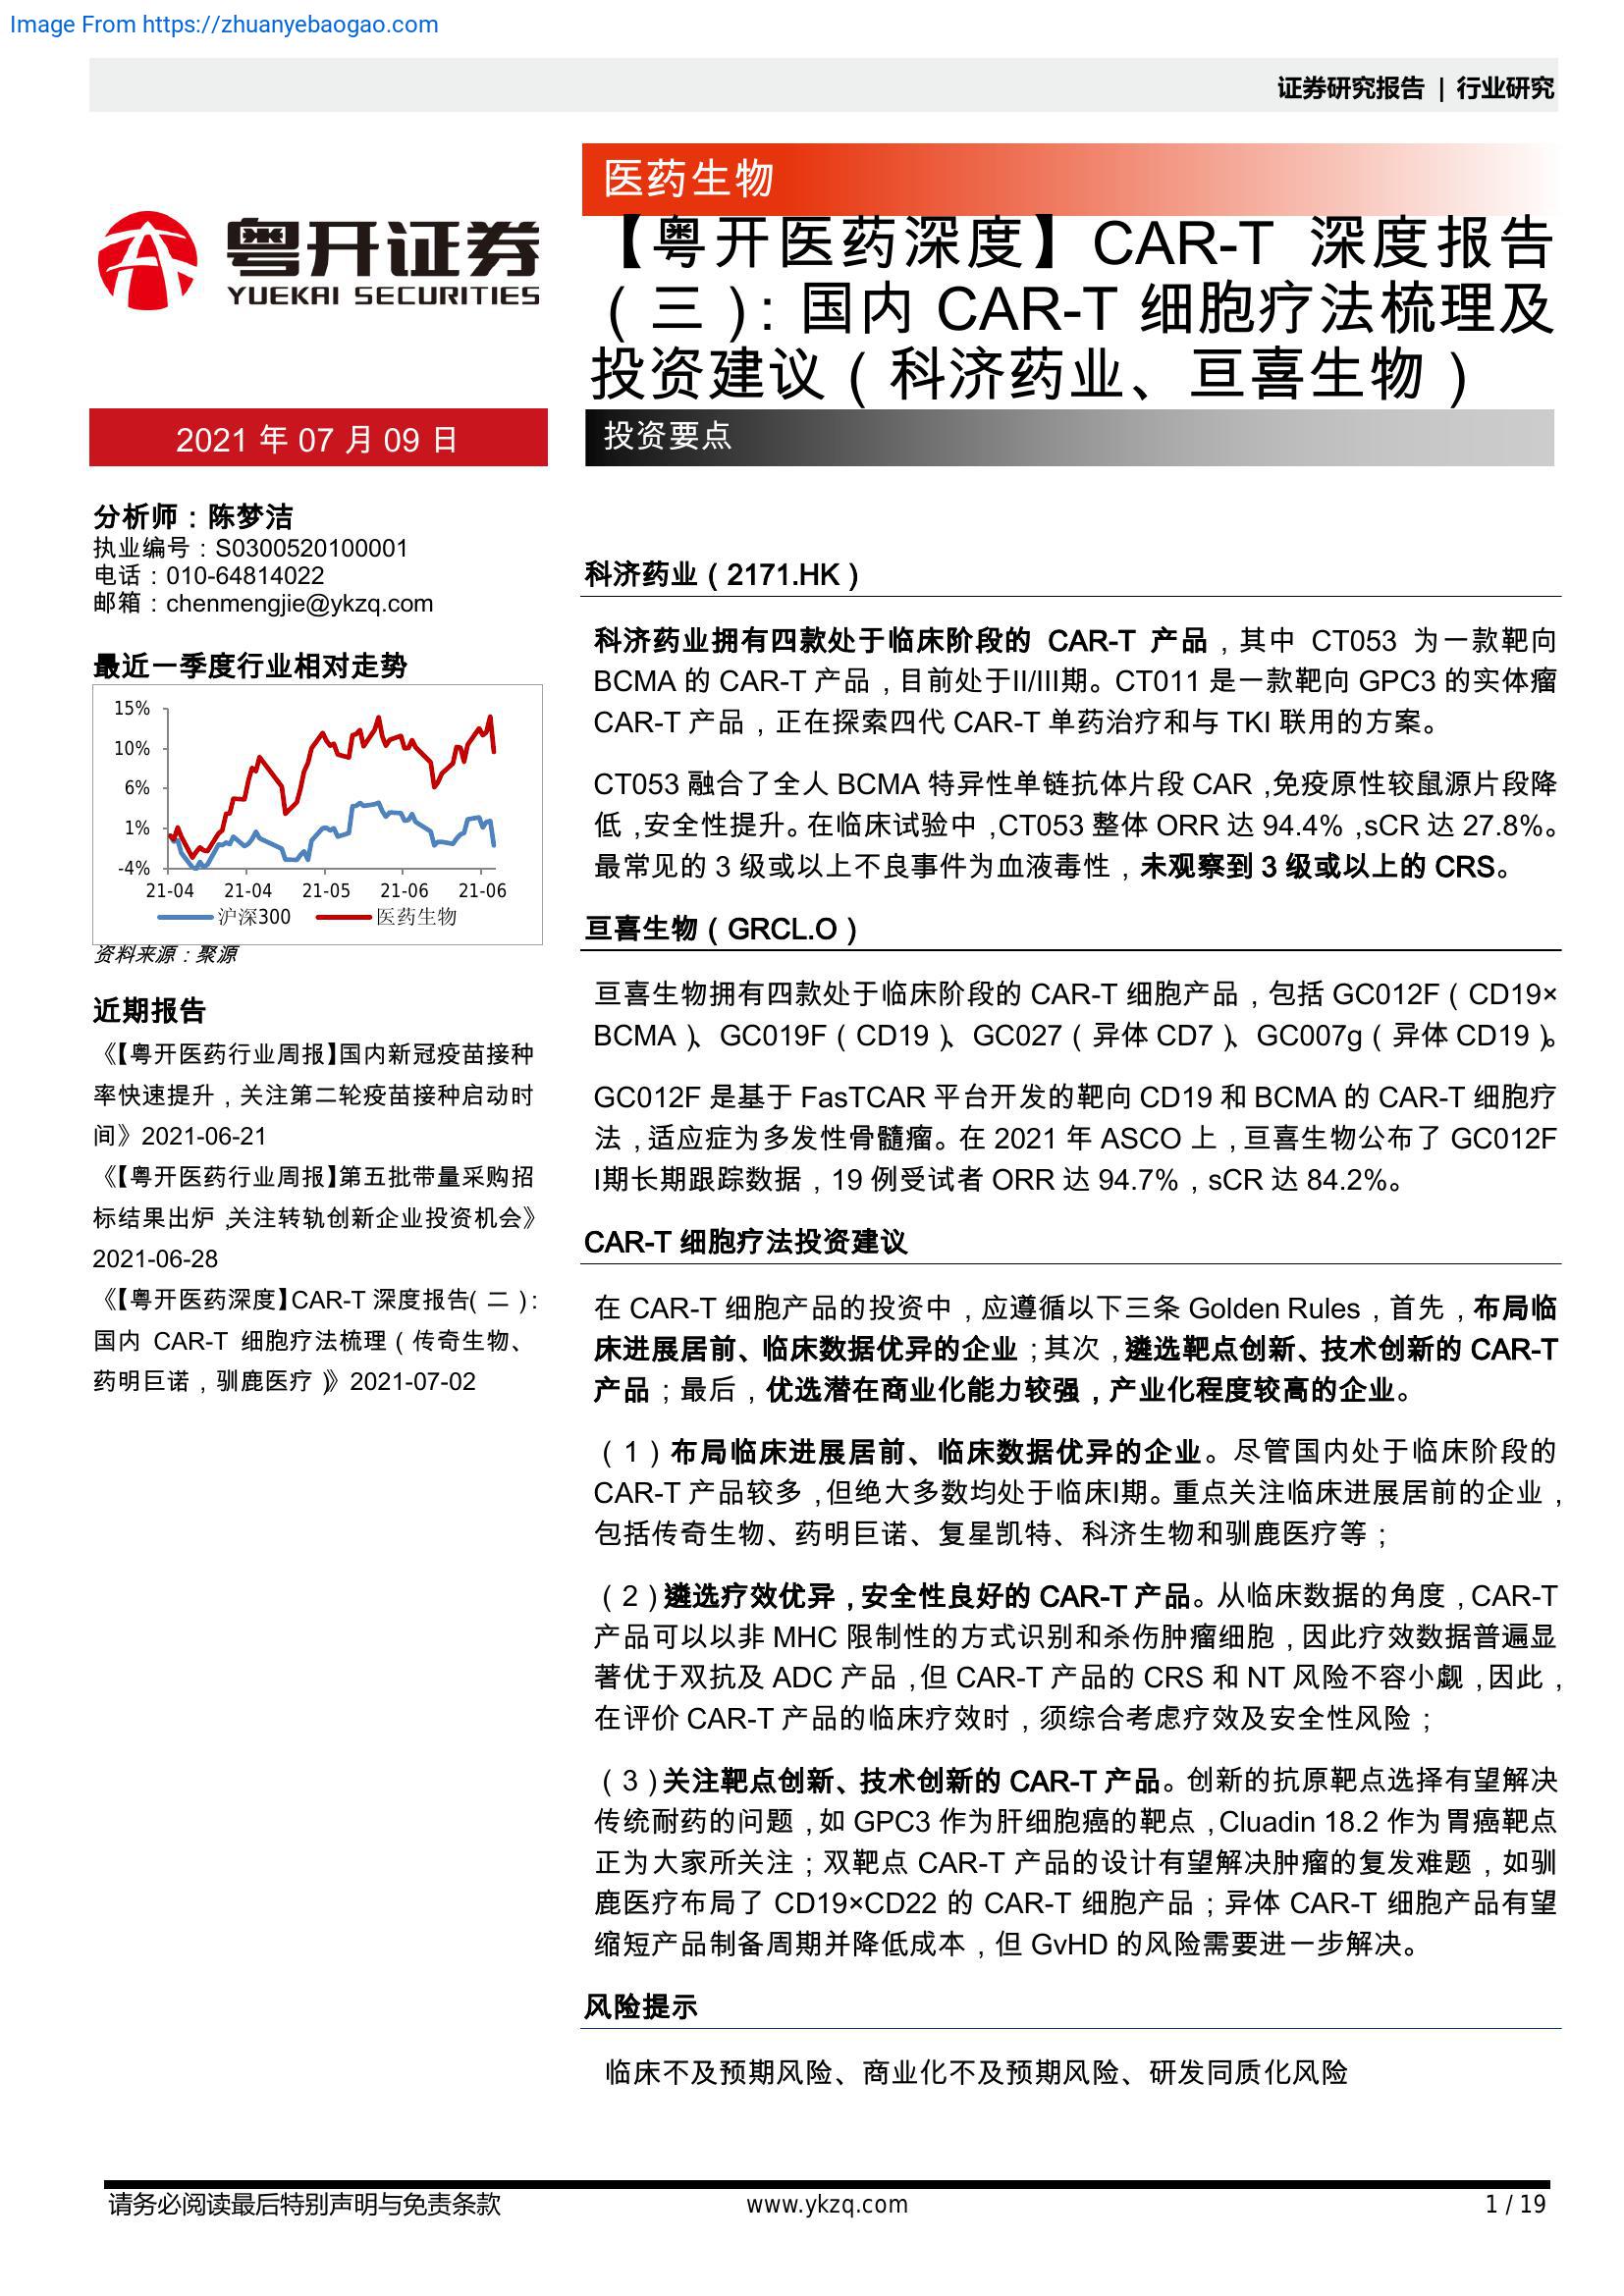 Image From https://zhuanyebaogao.com
证券研究报告 | 行业研究
粤开证券
YUEKAI SECURITIES
医药生物
【粤开医药深度】CAR-T 深度报告
（三）：国内 CAR-T 细胞疗法梳理及
投资建议（科济药业、亘喜生物）
2021 年 07 月 09 日
投资要点
分析师：陈梦洁
执业编号：S0300520100001
电话：010-64814022
邮箱：chenmengjie@ykzq.com
最近一季度行业相对走势
15%
10%
6%
1%
-4%
21-04 21-04 21-05 21-06 21-06
沪深300 医药生物
资料来源：聚源
近期报告
《【粤开医药行业周报】国内新冠疫苗接种
率快速提升，关注第二轮疫苗接种启动时
间》2021-06-21
《【粤开医药行业周报】第五批带量采购招
标结果出炉，关注转轨创新企业投资机会》
2021-06-28
《【粤开医药深度】CAR-T 深度报告（二）：
国内 CAR-T 细胞疗法梳理（传奇生物、
药明巨诺，驯鹿医疗）》2021-07-02
科济药业（2171.HK）
科济药业拥有四款处于临床阶段的 CAR-T 产品，其中 CT053 为一款靶向
BCMA 的 CAR-T 产品，目前处于II/III期。CT011 是一款靶向 GPC3 的实体瘤
CAR-T 产品，正在探索四代 CAR-T 单药治疗和与 TKI 联用的方案。
CT053 融合了全人 BCMA 特异性单链抗体片段 CAR，免疫原性较鼠源片段降
低，安全性提升。在临床试验中，CT053 整体 ORR 达 94.4%，sCR 达 27.8%。
最常见的 3 级或以上不良事件为血液毒性，未观察到 3 级或以上的 CRS。
亘喜生物（GRCL.O）
亘喜生物拥有四款处于临床阶段的 CAR-T 细胞产品，包括 GC012F（CD19×
BCMA）、GC019F（CD19）、GC027（异体 CD7）、GC007g（异体 CD19）。
GC012F 是基于 FasTCAR 平台开发的靶向 CD19 和 BCMA 的 CAR-T 细胞疗
法，适应症为多发性骨髓瘤。在 2021 年 ASCO 上，亘喜生物公布了 GC012F
I期长期跟踪数据，19 例受试者 ORR 达 94.7%，sCR 达 84.2%。
CAR-T 细胞疗法投资建议
在 CAR-T 细胞产品的投资中，应遵循以下三条 Golden Rules，首先，布局临
床进展居前、临床数据优异的企业；其次，遴选靶点创新、技术创新的 CAR-T
产品；最后，优选潜在商业化能力较强，产业化程度较高的企业。
（1）布局临床进展居前、临床数据优异的企业。尽管国内处于临床阶段的
CAR-T 产品较多，但绝大多数均处于临床I期。重点关注临床进展居前的企业，
包括传奇生物、药明巨诺、复星凯特、科济生物和驯鹿医疗等；
（2）遴选疗效优异，安全性良好的 CAR-T 产品。从临床数据的角度，CAR-T
产品可以以非 MHC 限制性的方式识别和杀伤肿瘤细胞，因此疗效数据普遍显
著优于双抗及 ADC 产品，但 CAR-T 产品的 CRS 和 NT 风险不容小觑，因此，
在评价 CAR-T 产品的临床疗效时，须综合考虑疗效及安全性风险；
（3）关注靶点创新、技术创新的 CAR-T 产品。创新的抗原靶点选择有望解决
传统耐药的问题，如 GPC3 作为肝细胞癌的靶点，Cluadin 18.2 作为胃癌靶点
正为大家所关注；双靶点 CAR-T 产品的设计有望解决肿瘤的复发难题，如驯
鹿医疗布局了 CD19×CD22 的 CAR-T 细胞产品；异体 CAR-T 细胞产品有望
缩短产品制备周期并降低成本，但 GvHD 的风险需要进一步解决。
风险提示
临床不及预期风险、商业化不及预期风险、研发同质化风险
请务必阅读最后特别声明与免责条款 www.ykzq.com 1 / 19